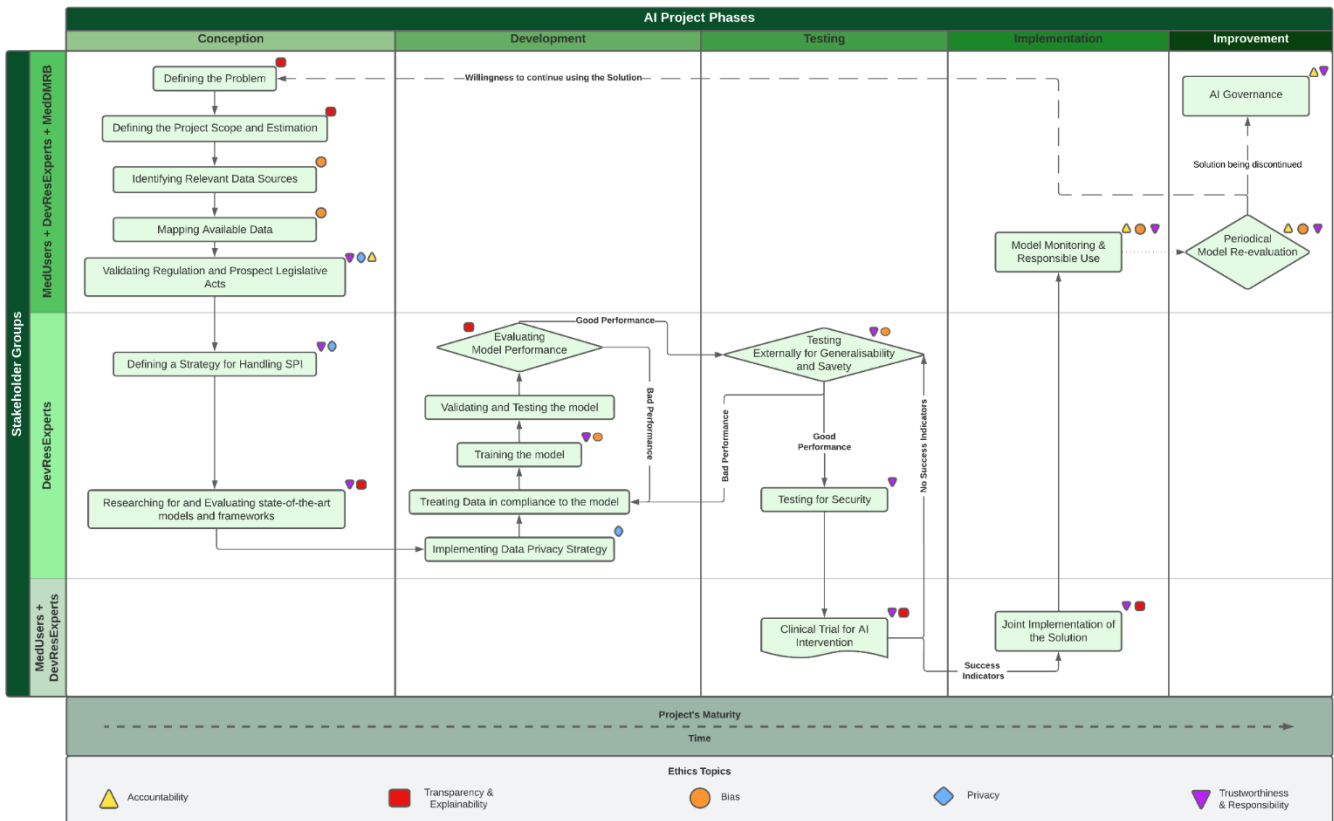 AI Project Phases
Conception
Development
Testing
Implementation
Improvement
Stakeholder Groups
MedUsers + DevResExperts + MedDMRB
Defining the Problem
Willingness to continue using the Solution
AI Governance
Defining the Project Scope and Estimation
Solution being discontinued
Identifying Relevant Data Sources
Mapping Available Data
Model Monitoring &
Responsible Use
Periodical
Model Re-evaluation
Validating Regulation and Prospect Legislative
Acts
DevResExperts
Good Performance
Evaluating
Model Performance
Testing
Externally for Generalisability
and Savety
Defining a Strategy for Handling SPI
Bad Performance
Validating and Testing the model
Bad Performance
Good
Performance
No Success Indicators
Training the model
Researching for and Evaluating state-of-the-art
models and frameworks
Treating Data in compliance to the model
Testing for Security
Implementing Data Privacy Strategy
MedUsers +
DevResExperts
Clinical Trial for AI
Intervention
Joint Implementation of
the Solution
Success
Indicators
Project's Maturity
Time
Ethics Topics
Accountability
Transparency &
Explainability
Bias
Privacy
Trustworthiness
& Responsibility